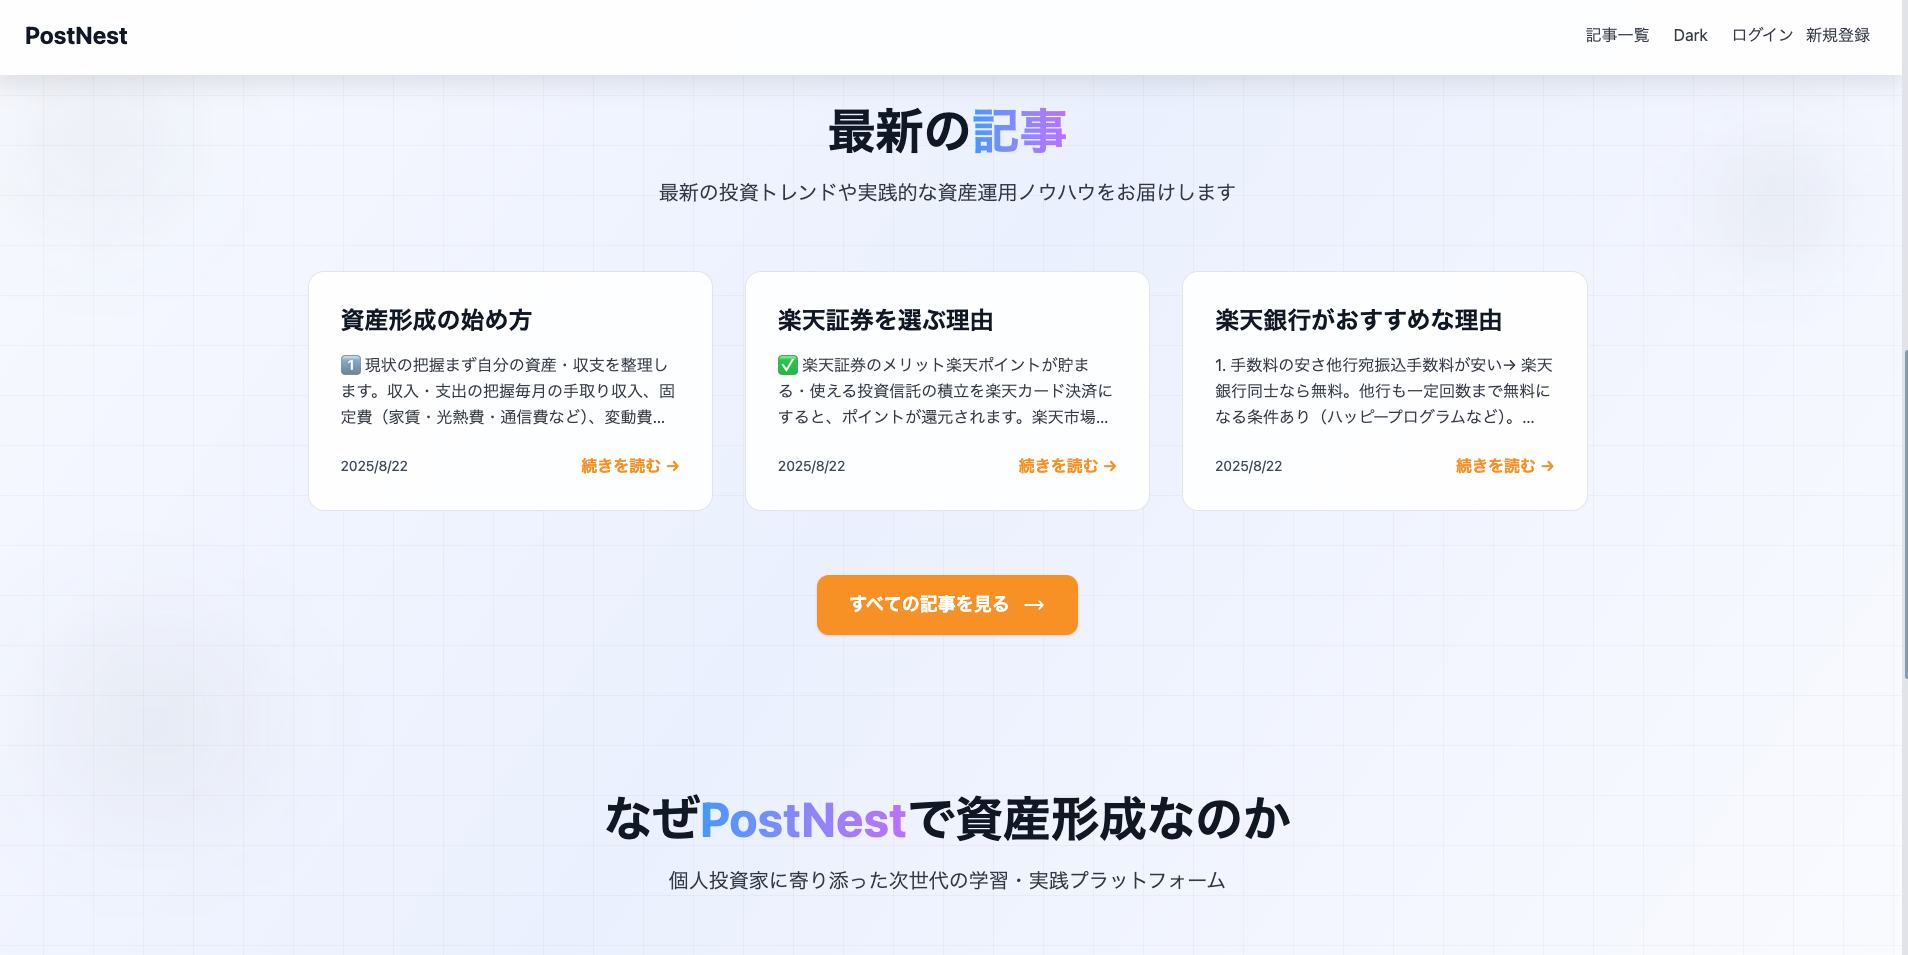 PostNest
記事一覧 Dark ログイン 新規登録
最新の記事
最新の投資トレンドや実践的な資産運用ノウハウをお届けします
資産形成の始め方
1️⃣ 現状の把握まず自分の資産・収支を整理し
ます。収入・支出の把握毎月の手取り収入、固
定費（家賃・光熱費・通信費など）、変動費...
2025/8/22 続きを読む →
楽天証券を選ぶ理由
✅ 楽天証券のメリット楽天ポイントが貯ま
る・使える投資信託の積立を楽天カード決済に
すると、ポイントが還元されます。楽天市場...
2025/8/22 続きを読む →
楽天銀行がおすすめな理由
1. 手数料の安さ他行宛振込手数料が安い→ 楽天
銀行同士なら無料。他行も一定回数まで無料に
なる条件あり（ハッピープログラムなど）。...
2025/8/22 続きを読む →
すべての記事を見る →
なぜPostNestで資産形成なのか
個人投資家に寄り添った次世代の学習・実践プラットフォーム